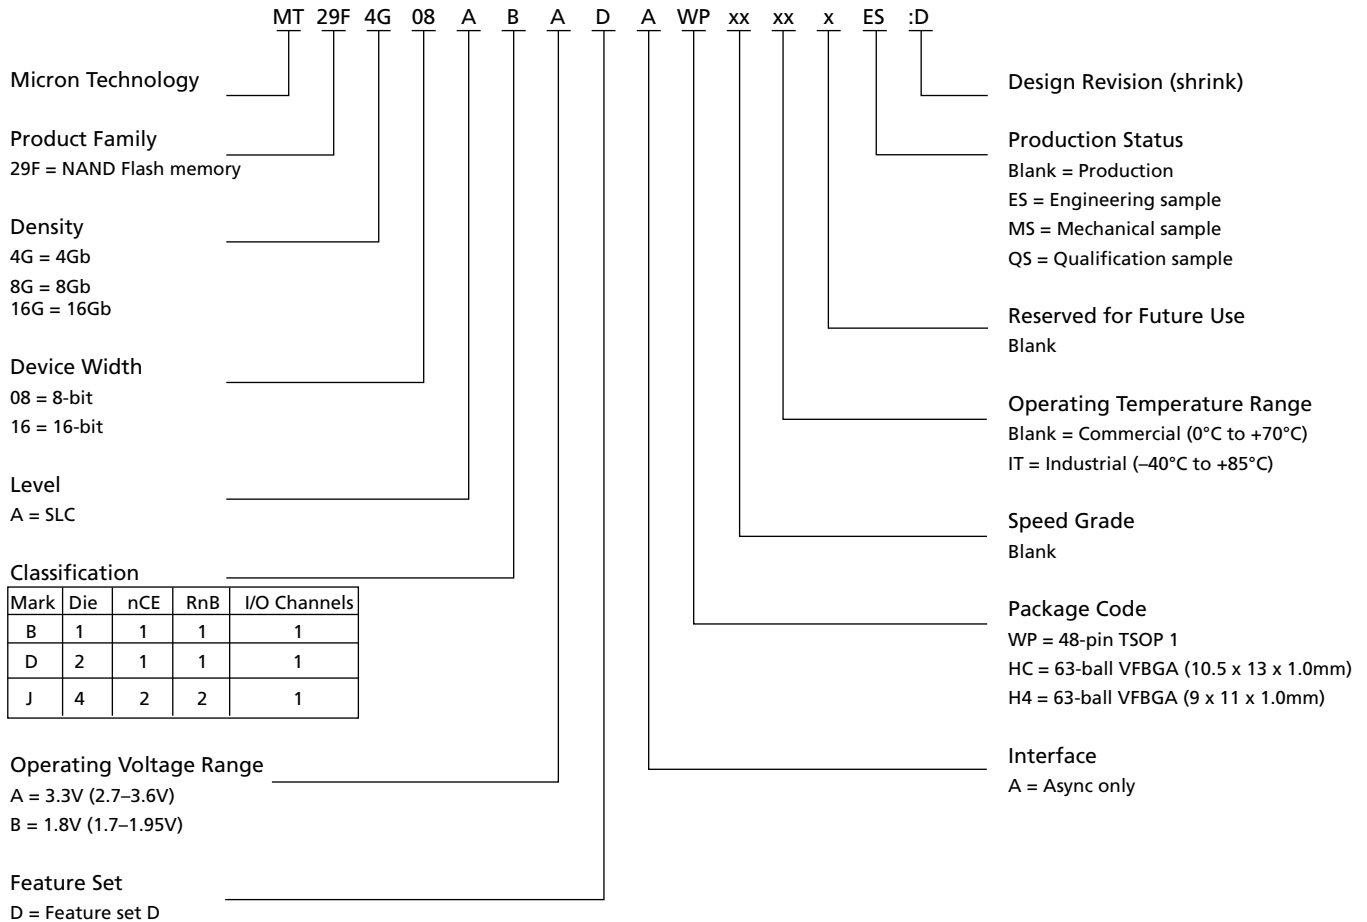 MT 29F 4G 08 A B A D A WP xx xx x ES :D
Micron Technology
Product Family
29F = NAND Flash memory
Density
4G = 4Gb
8G = 8Gb
16G = 16Gb
Device Width
08 = 8-bit
16 = 16-bit
Level
A = SLC
Classification
Mark Die nCE RnB I/O Channels
B 1 1 1 1
D 2 1 1 1
J 4 2 2 1
Operating Voltage Range
A = 3.3V (2.7–3.6V)
B = 1.8V (1.7–1.95V)
Feature Set
D = Feature set D
Design Revision (shrink)
Production Status
Blank = Production
ES = Engineering sample
MS = Mechanical sample
QS = Qualification sample
Reserved for Future Use
Blank
Operating Temperature Range
Blank = Commercial (0°C to +70°C)
IT = Industrial (–40°C to +85°C)
Speed Grade
Blank
Package Code
WP = 48-pin TSOP 1
HC = 63-ball VFBGA (10.5 x 13 x 1.0mm)
H4 = 63-ball VFBGA (9 x 11 x 1.0mm)
Interface
A = Async only